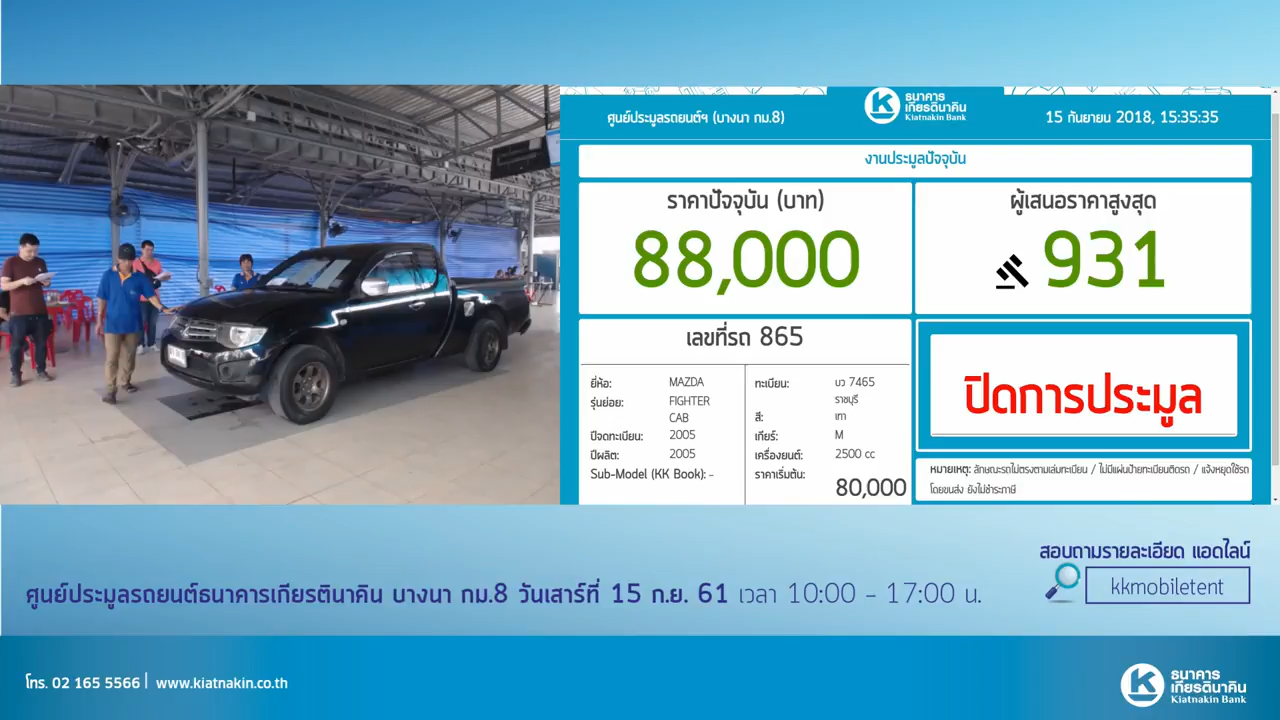 ศูนย์ประมูลรถยนต์ฯ (บางนา กม.8)
ธนาคาร
เกียรตินาคิน
Kiatnakin Bank
15 กันยายน 2018, 15:35:35
งานประมูลปัจจุบัน
ราคาปัจจุบัน (บาท)
88,000
ผู้เสนอราคาสูงสุด
931
เลขที่รถ 865
ยี่ห้อ: MAZDA
รุ่นย่อย: FIGHTER
CAB
ปีจดทะเบียน: 2005
ปีผลิต: 2005
Sub-Model (KK Book): -
ทะเบียน: บว 7465
ราชบุรี
สี: เทา
เกียร์: M
เครื่องยนต์: 2500 cc
ราคาเริ่มต้น:
80,000
ปิดการประมูล
หมายเหตุ: ลักษณะรถไม่ตรงตามเล่มทะเบียน / ไม่มีแผ่นป้ายทะเบียนติดรถ / แจ้งหยุดใช้รถ
โดยขนส่ง ยังไม่ชำระภาษี
สอบถามรายละเอียด แอดไลน์
kkmobiletent
ศูนย์ประมูลรถยนต์ธนาคารเกียรตินาคิน บางนา กม.8 วันเสาร์ที่ 15 ก.ย. 61 เวลา 10:00 - 17:00 น.
โทร. 02 165 5566 | www.kiatnakin.co.th
ธนาคาร
เกียรตินาคิน
Kiatnakin Bank